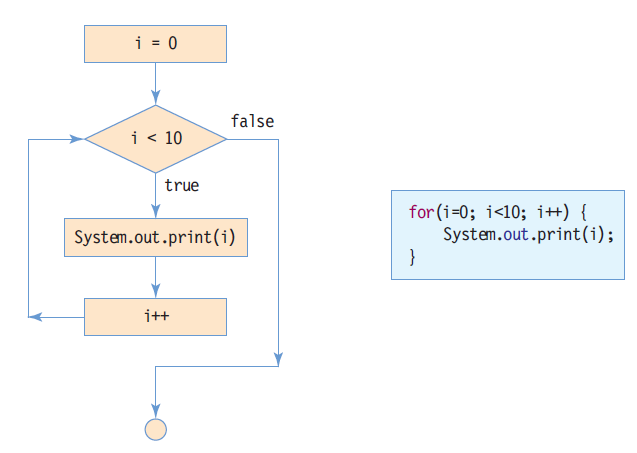 i = 0
i < 10
false
true
System.out.print(i)
i++
for(i=0; i<10; i++) {
System.out.print(i);
}